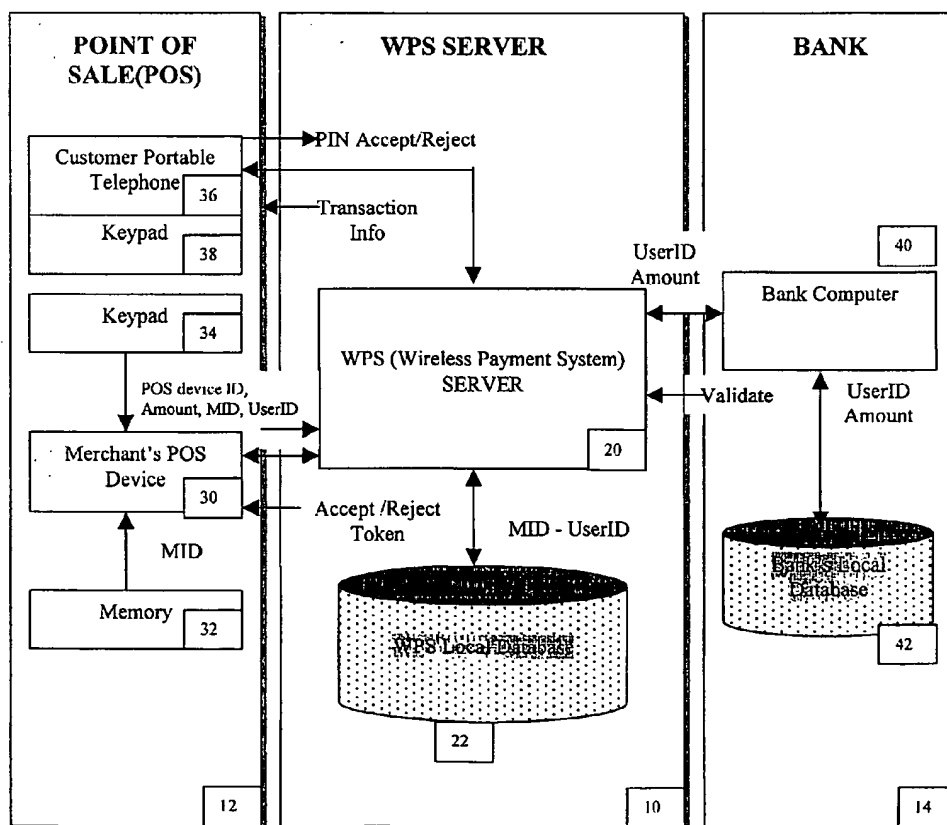 POINT OF
SALE(POS)
WPS SERVER
BANK
PIN Accept/Reject
Customer Portable
Telephone
36
Keypad
38
Transaction
Info
Keypad
34
UserID
Amount
40
Bank Computer
WPS (Wireless Payment System)
SERVER
20
POS device ID,
Amount, MID, UserID
Validate
UserID
Amount
Merchant's POS
Device
30
Accept /Reject
Token
MID - UserID
MID
Memory
32
WPS Local Database
22
Bank's Local
Database
42
12
10
14